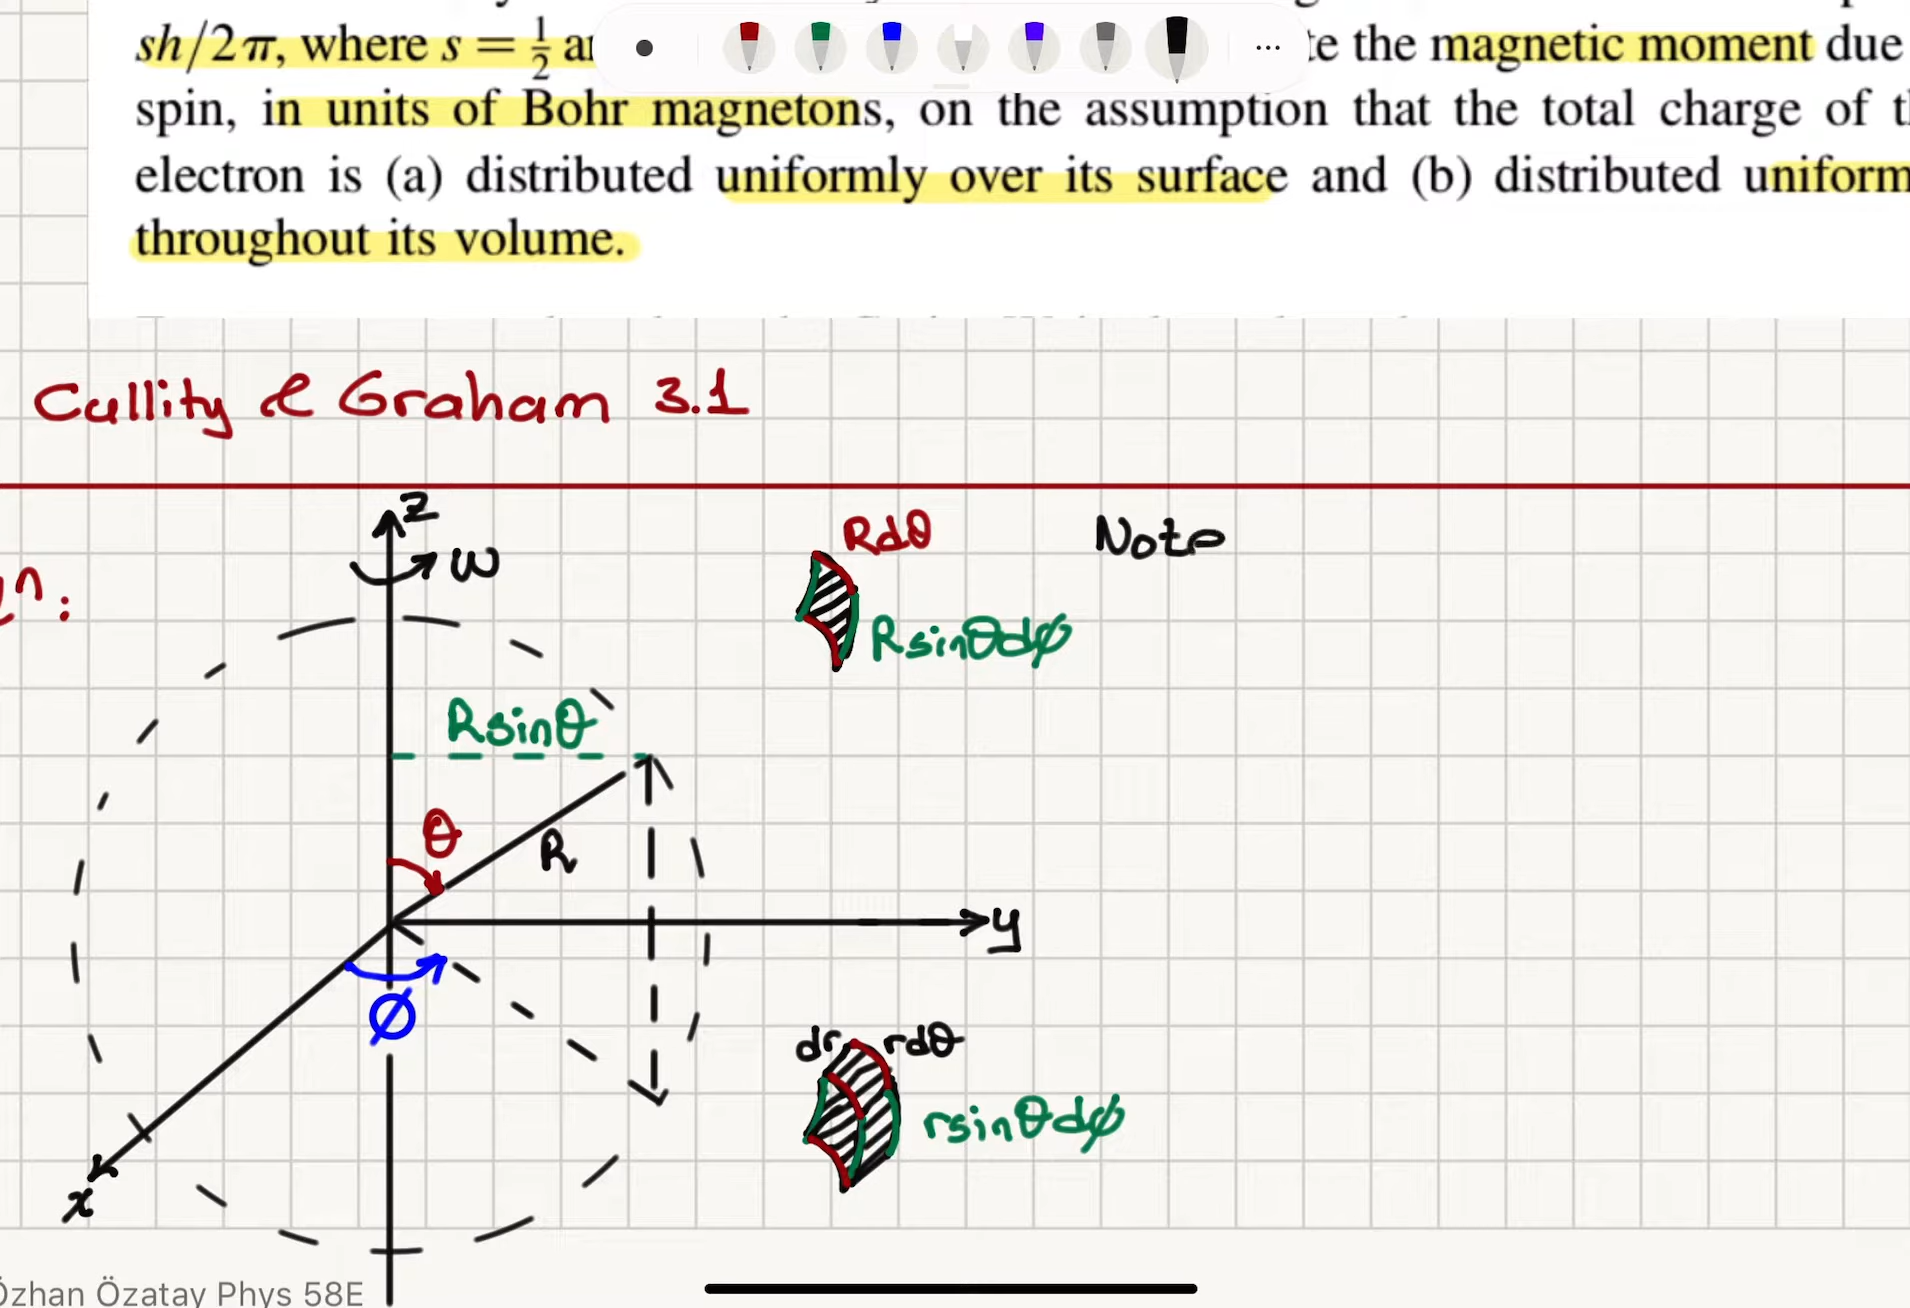 sh/2π, where s = 1/2
te the magnetic moment due
spin, in units of Bohr magnetons, on the assumption that the total charge of
electron is (a) distributed uniformly over its surface and (b) distributed uniform
throughout its volume.
Cullity & Graham 3.1
z
ω
Rdθ
Note
Rsinθdφ
Rsinθ
θ
R
y
φ
dr rdθ
rsinθdφ
x
Özhan Özatay Phys 58E